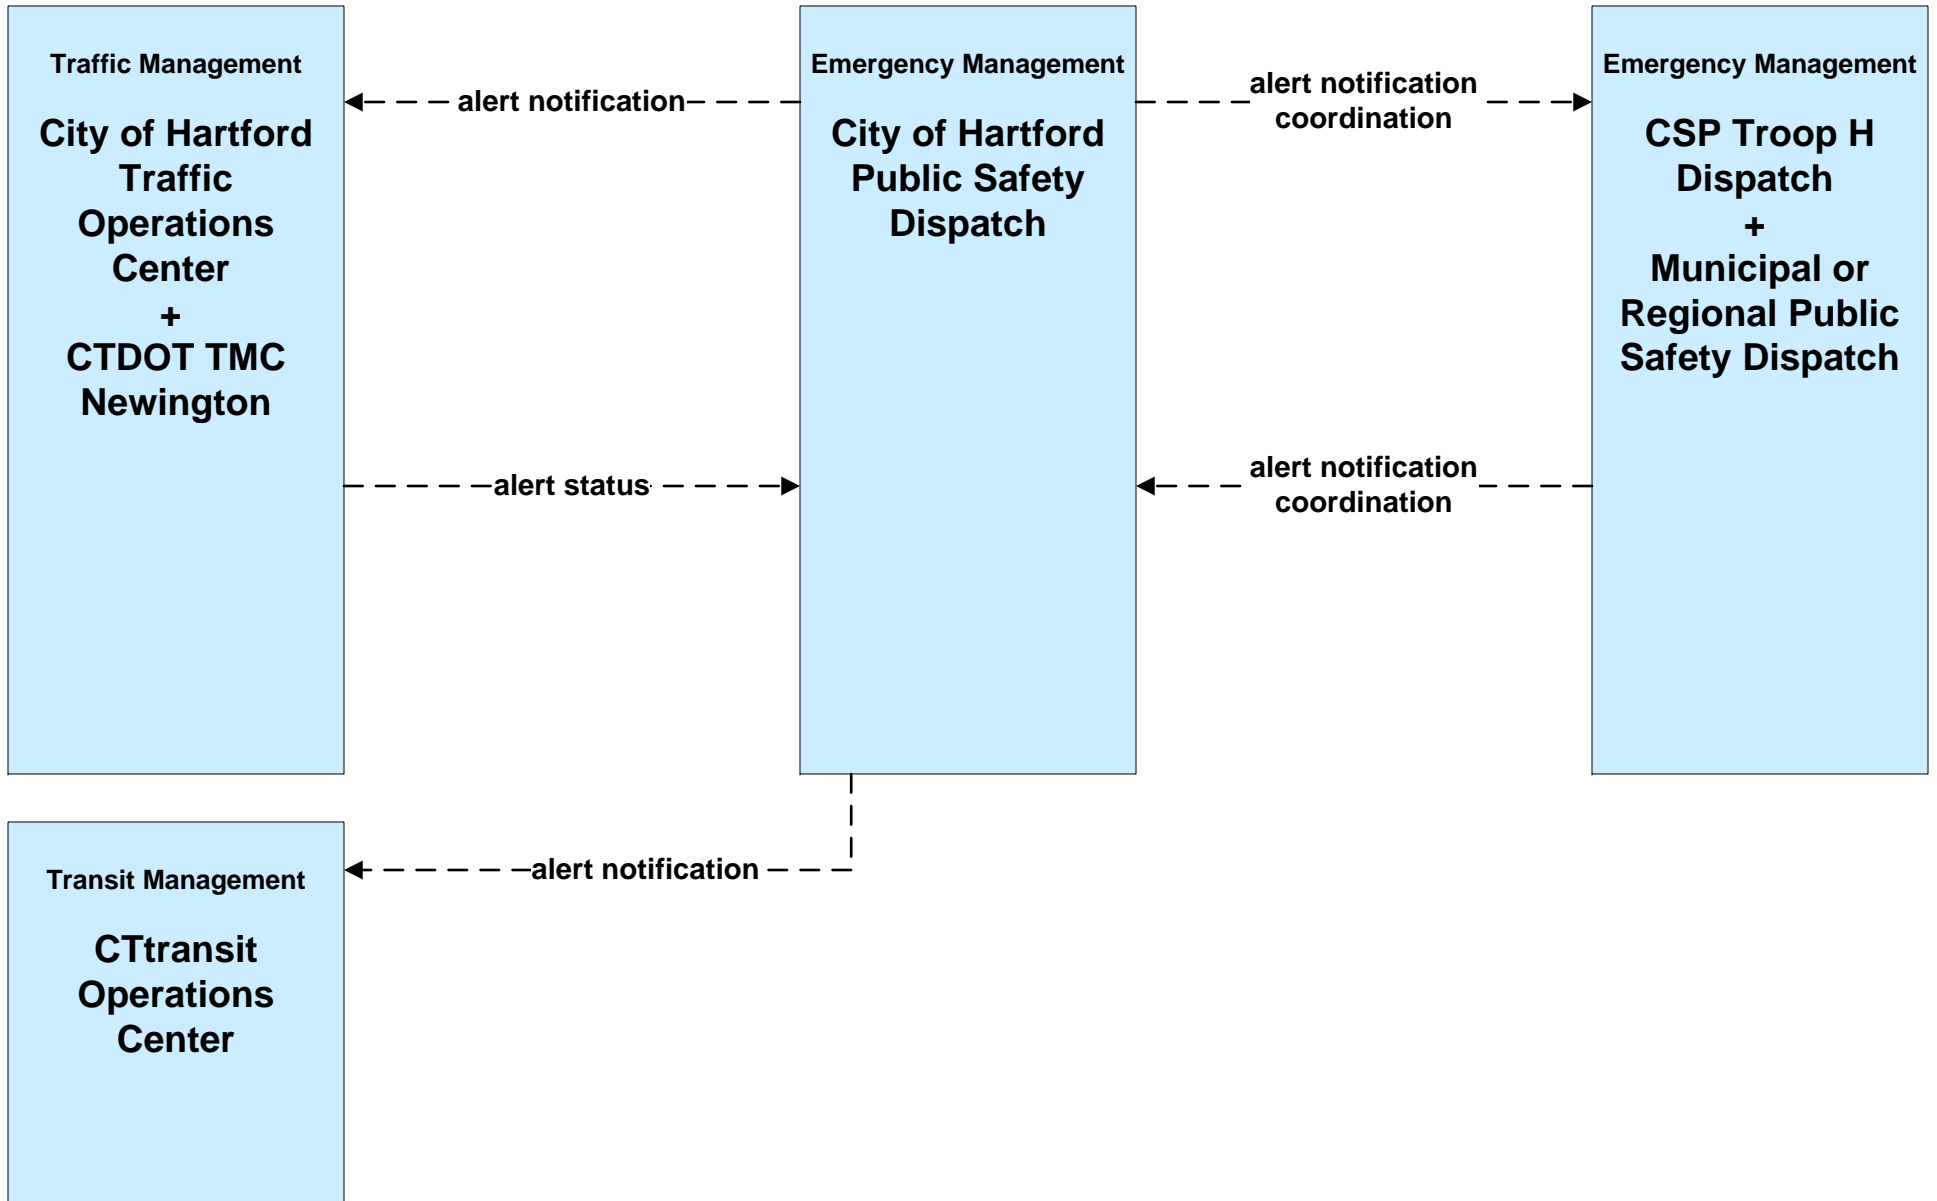 Traffic Management
City of Hartford
Traffic
Operations
Center
+
CTDOT TMC
Newington
alert notification
Emergency Management
City of Hartford
Public Safety
Dispatch
alert notification
coordination
Emergency Management
CSP Troop H
Dispatch
+
Municipal or
Regional Public
Safety Dispatch
alert status
alert notification
coordination
Transit Management
CTtransit
Operations
Center
alert notification